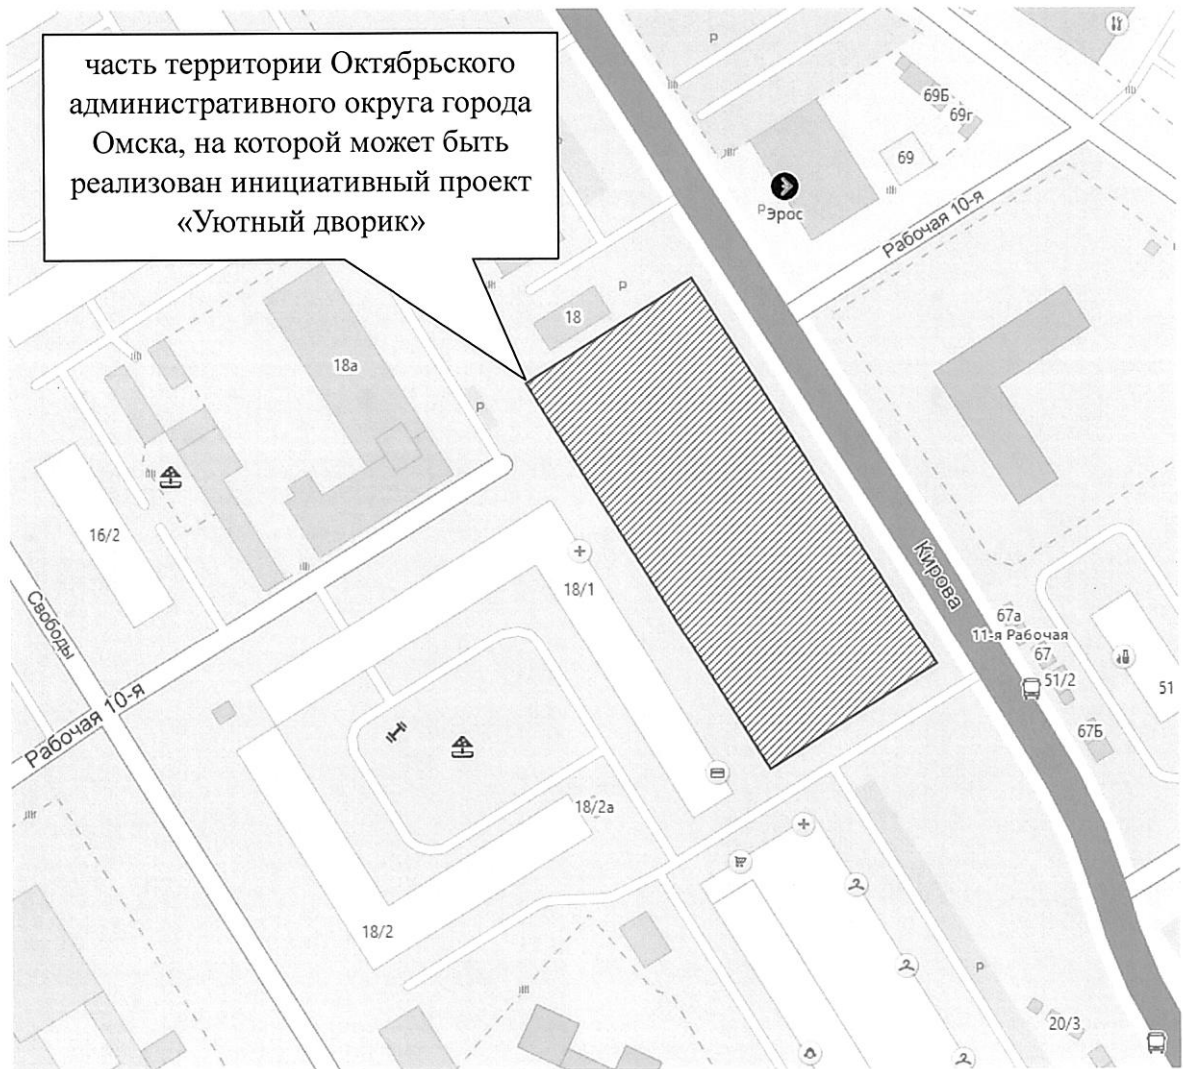 часть территории Октябрьского
административного округа города
Омска, на которой может быть
реализован инициативный проект
«Уютный дворик»
P
69Б
69г
69
P
Эрос
Рабочая 10-я
P
18
18а
P
16/2
18/1
Кирова
Свободы
67а
11-я Рабочая
67
51/2
51
67Б
Рабочая 10-я
18/2а
18/2
P
20/3